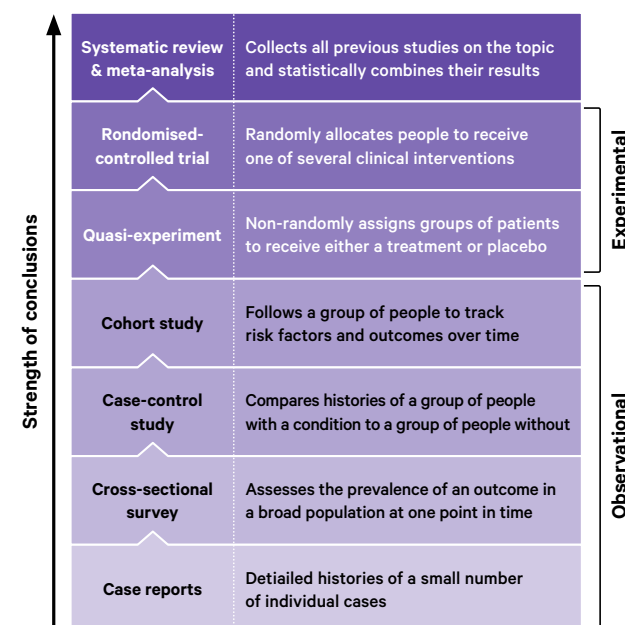 Systematic review
& meta-analysis
Collects all previous studies on the topic
and statistically combines their results
Rondomised-
controlled trial
Randomly allocates people to receive
one of several clinical interventions
Quasi-experiment
Non-randomly assigns groups of patients
to receive either a treatment or placebo
Cohort study
Follows a group of people to track
risk factors and outcomes over time
Case-control
study
Compares histories of a group of people
with a condition to a group of people without
Cross-sectional
survey
Assesses the prevalence of an outcome in
a broad population at one point in time
Case reports
Detiailed histories of a small number
of individual cases
Strength of conclusions
Experimental
Observational